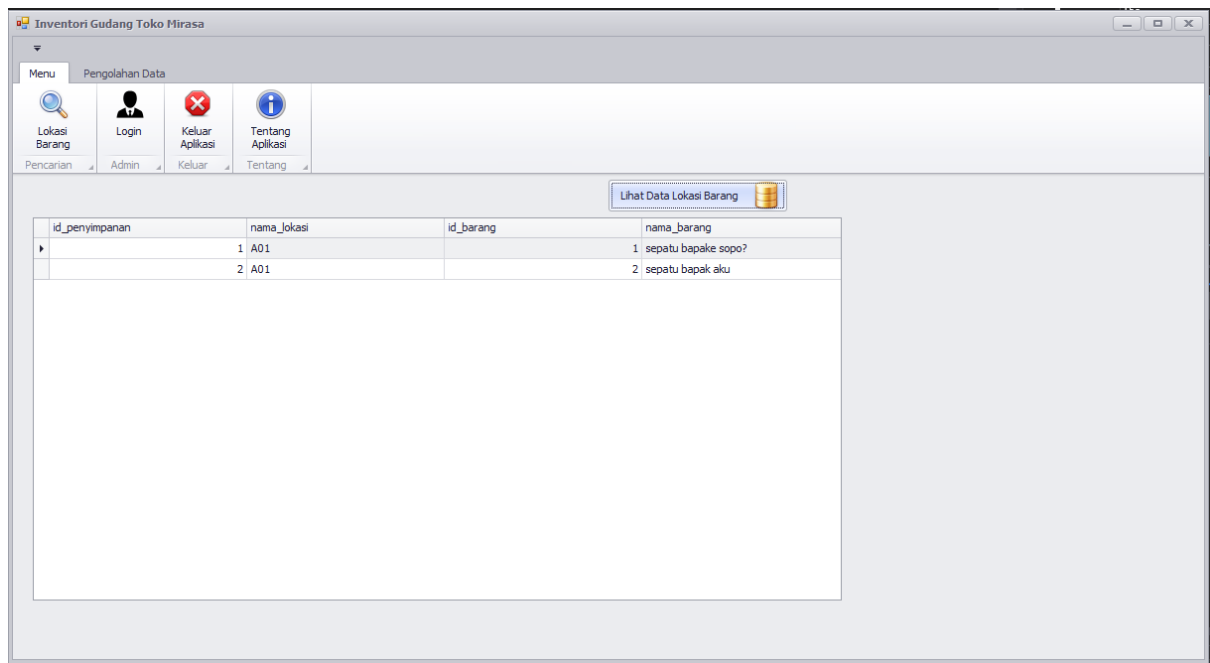 Inventori Gudang Toko Mirasa
Menu Pengolahan Data
Lokasi Barang
Login
Keluar Aplikasi
Tentang Aplikasi
Pencarian Admin Keluar Tentang
Lihat Data Lokasi Barang
id_penyimpanan nama_lokasi id_barang nama_barang
1 A01 1 sepatu bapake sopo?
2 A01 2 sepatu bapak aku